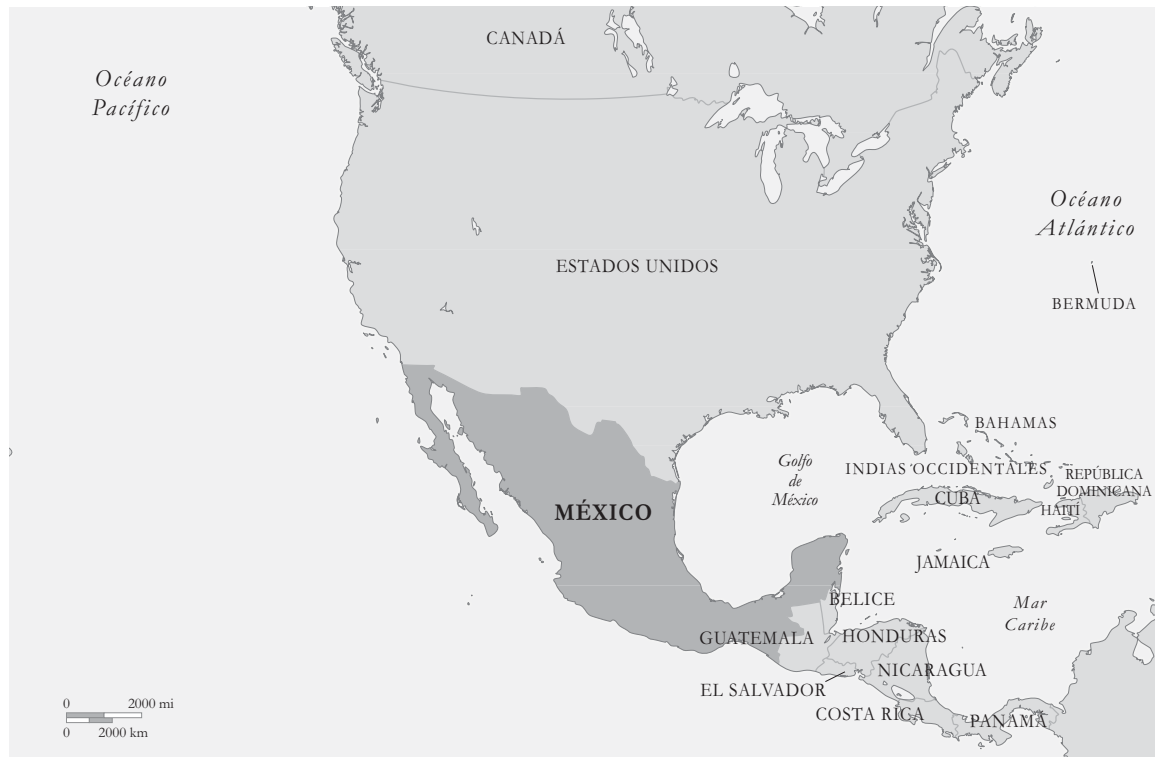 CANADÁ
Océano
Pacífico
Océano
Atlántico
ESTADOS UNIDOS
BERMUDA
BAHAMAS
Golfo
de
México
INDIAS OCCIDENTALES
REPÚBLICA
DOMINICANA
CUBA
HAITÍ
MÉXICO
JAMAICA
BELICE
Mar
Caribe
GUATEMALA
HONDURAS
NICARAGUA
EL SALVADOR
COSTA RICA
PANAMÁ
0 2000 mi
0 2000 km